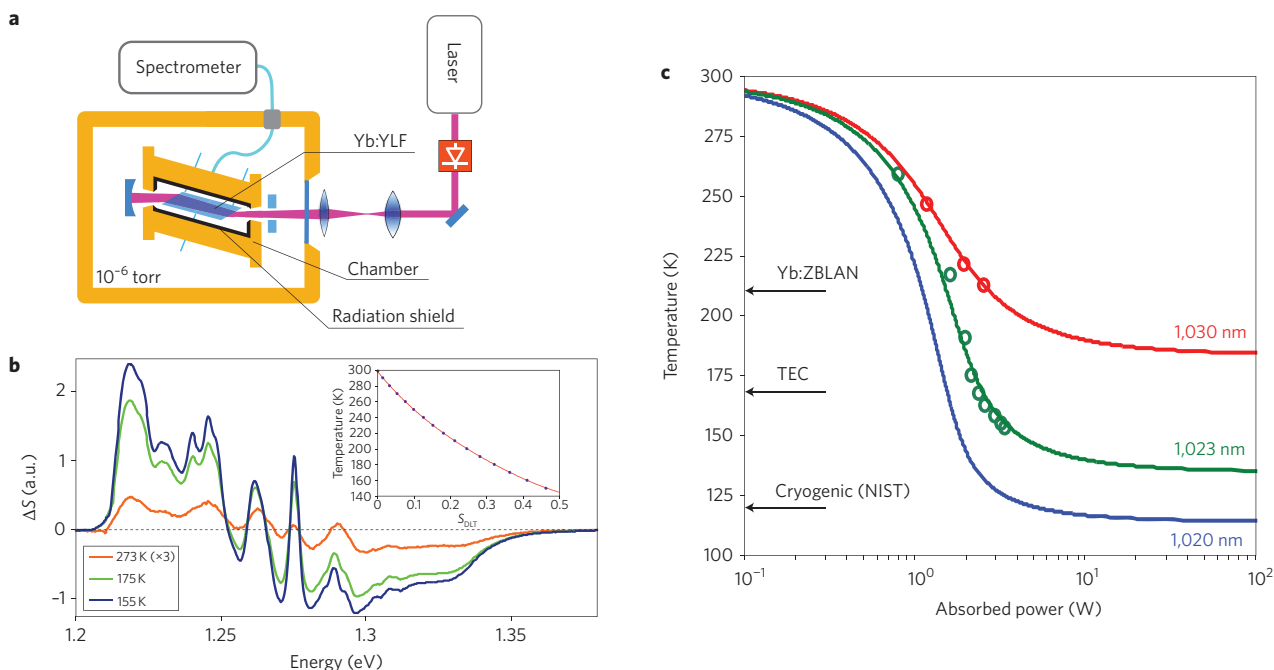 a
Spectrometer
Laser
Yb:YLF
10⁻⁶ torr
Chamber
Radiation shield
b
ΔS (a.u.)
2
1
0
–1
273 K (×3)
175 K
155 K
1.2
1.25
1.3
1.35
Energy (eV)
Temperature (K)
300
280
260
240
220
200
180
160
140
0
0.1
0.2
0.3
0.4
0.5
S_DLT
c
Temperature (K)
300
275
250
225
200
175
150
125
100
Yb:ZBLAN
TEC
Cryogenic (NIST)
1,030 nm
1,023 nm
1,020 nm
10⁻¹
10⁰
10¹
10²
Absorbed power (W)